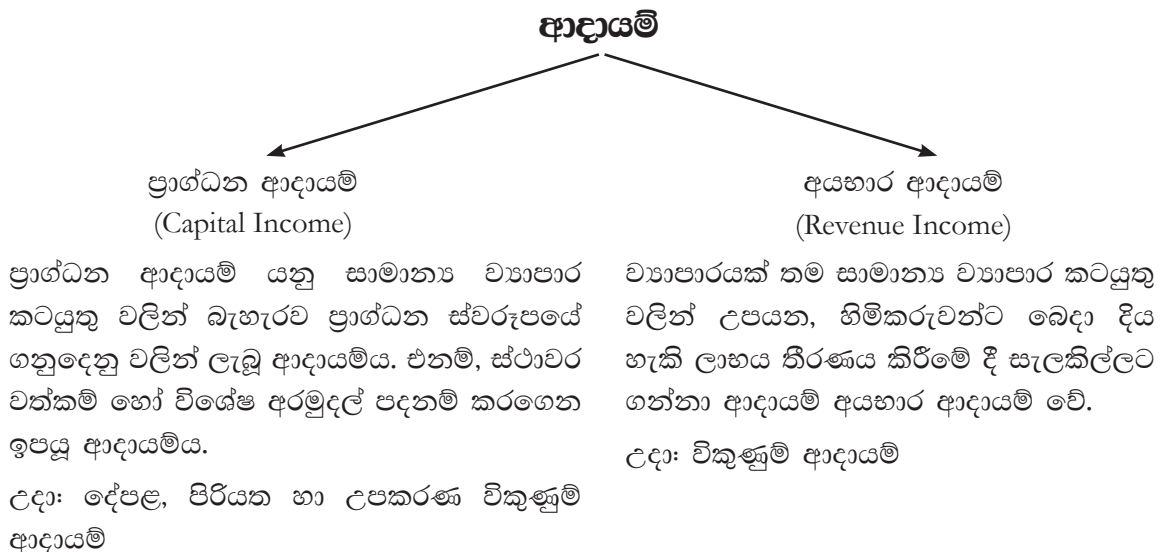 ආදායම්
ප්‍රාග්ධන ආදායම්
(Capital Income)
ප්‍රාග්ධන ආදායම් යනු සාමාන්‍ය ව්‍යාපාර
කටයුතු වලින් බැහැරව ප්‍රාග්ධන ස්වරූපයේ
ගනුදෙනු වලින් ලැබූ ආදායම්ය. එනම්, ස්ථාවර
වත්කම් හෝ විශේෂ අරමුදල් පදනම් කරගෙන
ඉපයූ ආදායම්ය.
උදා: දේපළ, පිරියත හා උපකරණ විකුණුම්
ආදායම්
අයභාර ආදායම්
(Revenue Income)
ව්‍යාපාරයක් තම සාමාන්‍ය ව්‍යාපාර කටයුතු
වලින් උපයන, හිමිකරුවන්ට බෙදා දිය
හැකි ලාභය තීරණය කිරීමේ දී සැලකිල්ලට
ගන්නා ආදායම් අයභාර ආදායම් වේ.
උදා: විකුණුම් ආදායම්